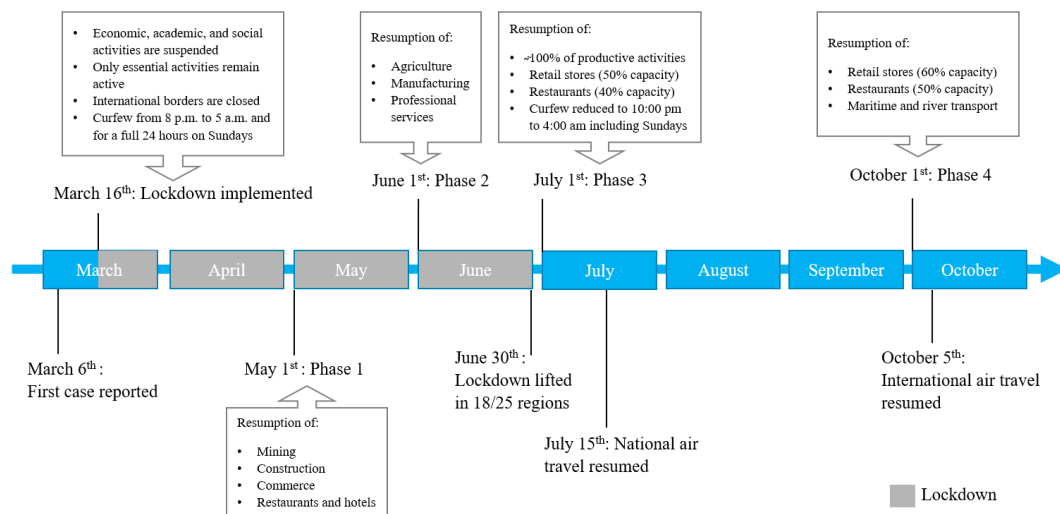 • Economic, academic, and social
activities are suspended
• Only essential activities remain
active
• International borders are closed
• Curfew from 8 p.m. to 5 a.m. and
for a full 24 hours on Sundays
Resumption of:
• Agriculture
• Manufacturing
• Professional
services
Resumption of:
• ~100% of productive activities
• Retail stores (50% capacity)
• Restaurants (40% capacity)
• Curfew reduced to 10:00 pm
to 4:00 am including Sundays
Resumption of:
• Retail stores (60% capacity)
• Restaurants (50% capacity)
• Maritime and river transport
March 16th: Lockdown implemented
June 1st: Phase 2
July 1st: Phase 3
October 1st: Phase 4
March
April
May
June
July
August
September
October
March 6th :
First case reported
May 1st : Phase 1
June 30th :
Lockdown lifted
in 18/25 regions
July 15th: National air
travel resumed
October 5th:
International air travel
resumed
Resumption of:
• Mining
• Construction
• Commerce
• Restaurants and hotels
Lockdown